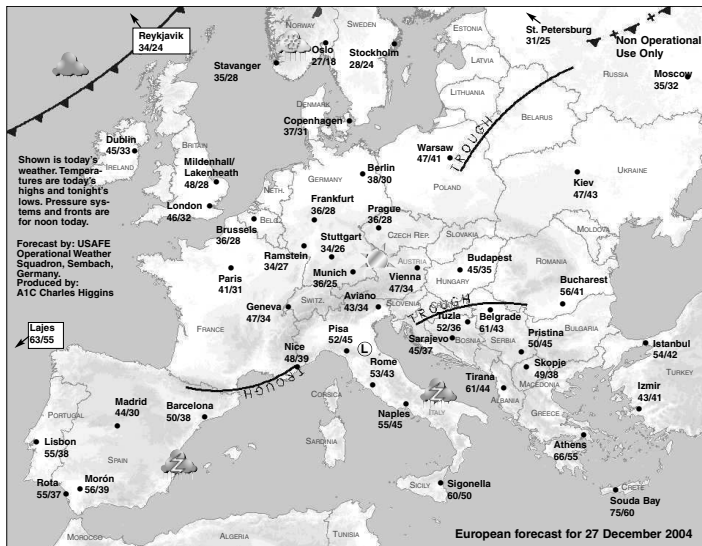 Reykjavik
34/24
NORWAY
Oslo
27/18
SWEDEN
Stockholm
28/24
ESTONIA
St. Petersburg
31/25
Non Operational
Use Only
RUSSIA
Moscow
35/32
LATVIA
LITHUANIA
BELARUS
Stavanger
35/28
DENMARK
Copenhagen
37/31
Dublin
45/33
IRELAND
BRITAIN
Mildenhall/
Lakenheath
48/28
London
46/32
NETH.
GERMANY
Berlin
38/30
Warsaw
47/41
POLAND
TROUGH
UKRAINE
Kiev
47/43
Shown is today's
weather. Tempera-
tures are today's
highs and tonight's
lows. Pressure sys-
tems and fronts are
for noon today.
Forecast by: USAFE
Operational Weather
Squadron, Sembach,
Germany.
Produced by:
A1C Charles Higgins
Brussels
36/28
BELG.
Frankfurt
36/28
Prague
36/28
CZECH REP.
SLOVAKIA
MOLDOVA
Ramstein
34/27
Stuttgart
34/26
Munich
36/25
AUSTRIA
Vienna
47/34
Budapest
45/35
HUNGARY
ROMANIA
Bucharest
56/41
Paris
41/31
FRANCE
Geneva
47/34
SWITZ.
Aviano
43/34
SLOVENIA
TROUGH
Tuzla
52/36
Belgrade
61/43
Sarajevo
45/37
BOSNIA
SERBIA
Pristina
50/45
BULGARIA
Skopje
49/38
MACEDONIA
Istanbul
54/42
TURKEY
Izmir
43/41
Lajes
63/55
Nice
48/39
TROUGH
Pisa
52/45
L
Rome
53/43
Naples
55/45
ITALY
Tirana
61/44
ALBANIA
GREECE
Athens
66/55
CORSICA
SARDINIA
PORTUGAL
Madrid
44/30
Barcelona
50/38
Lisbon
55/38
SPAIN
Rota
55/37
Morón
56/39
SICILY
Sigonella
60/50
CRETE
Souda Bay
75/60
MOROCCO
ALGERIA
TUNISIA
European forecast for 27 December 2004